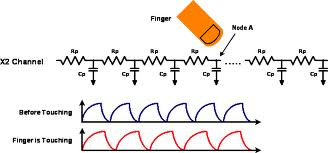 Finger
Node A
Rp Rp Rp Rp Rp Rp
X2 Channel
Cp Cp Cp Cp Cp Cp
Before Touching
Finger is Touching